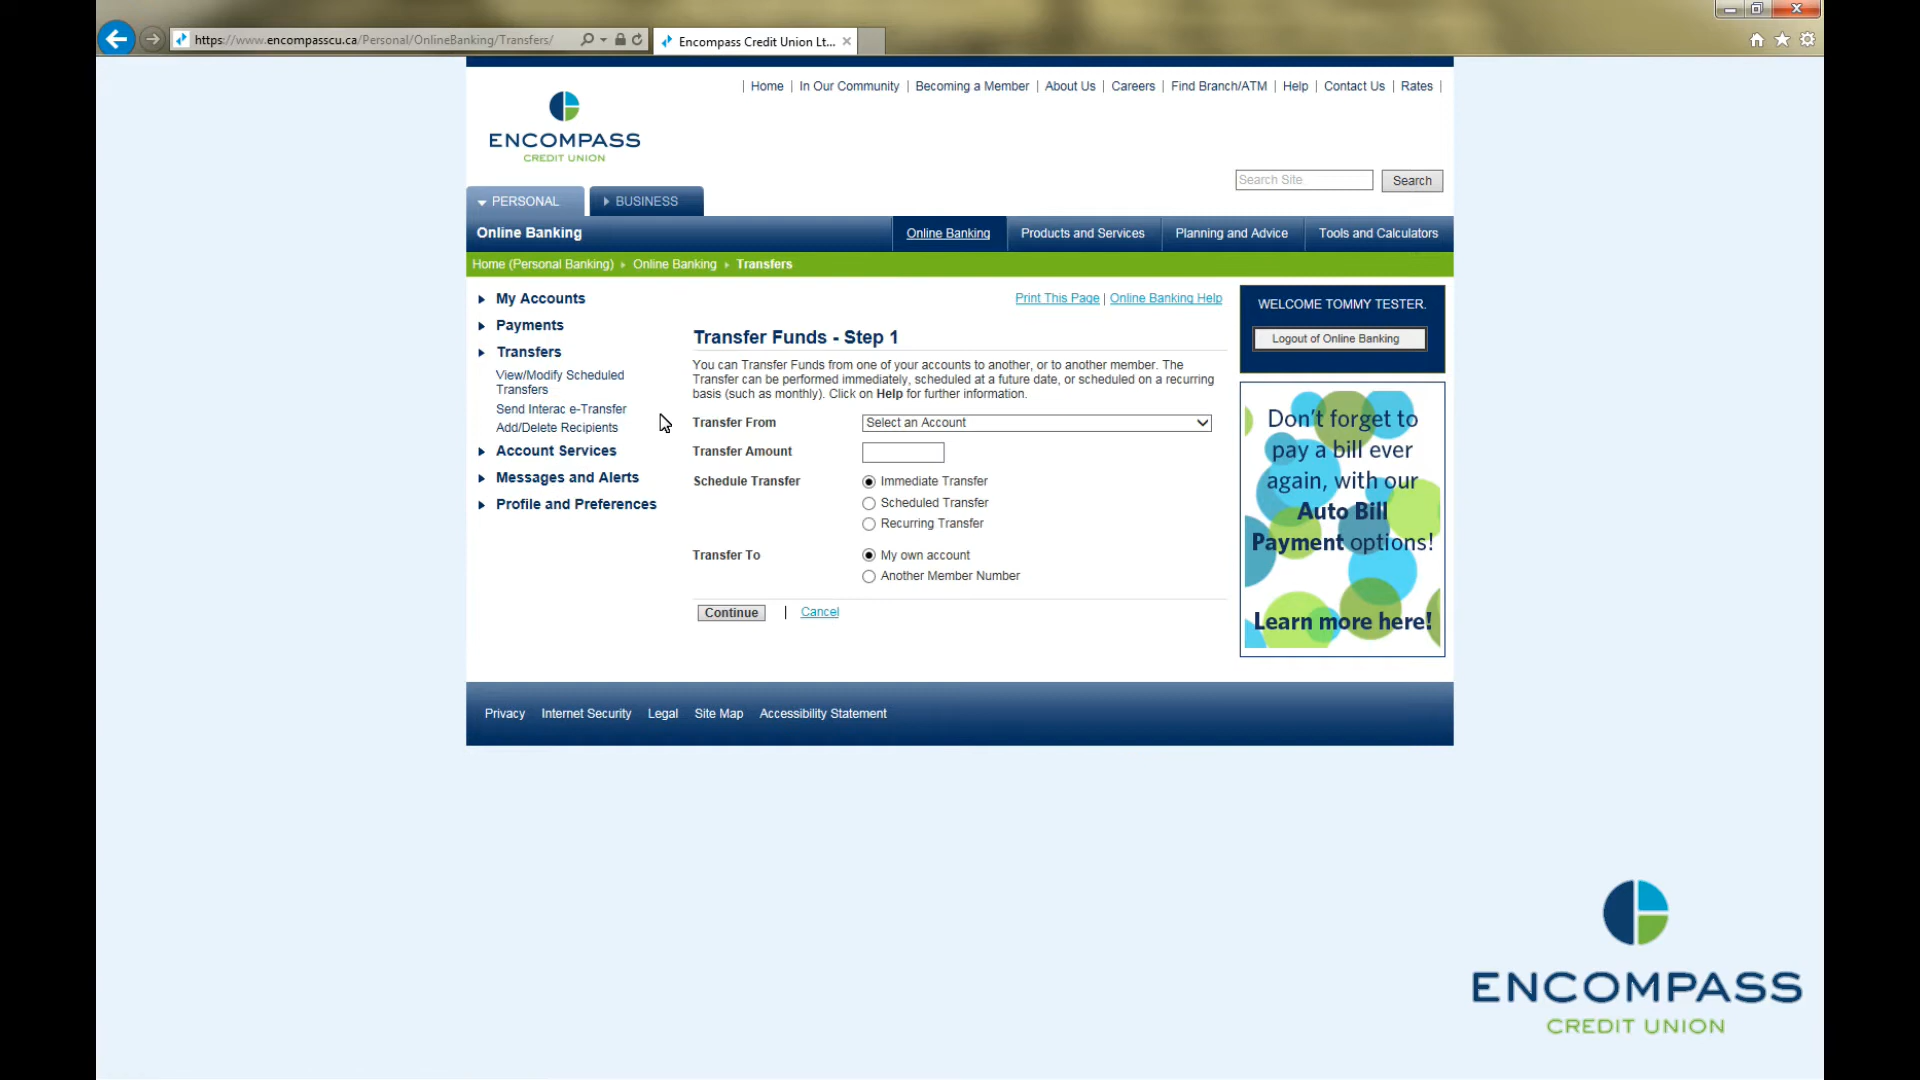 https://www.encompasscu.ca/Personal/OnlineBanking/Transfers/
Encompass Credit Union Lt...
| Home | In Our Community | Becoming a Member | About Us | Careers | Find Branch/ATM | Help | Contact Us | Rates |
ENCOMPASS
CREDIT UNION
Search Site
Search
PERSONAL
BUSINESS
Online Banking
Online Banking
Products and Services
Planning and Advice
Tools and Calculators
Home (Personal Banking) Online Banking Transfers
My Accounts
Payments
Transfers
View/Modify Scheduled
Transfers
Send Interac e-Transfer
Add/Delete Recipients
Account Services
Messages and Alerts
Profile and Preferences
Print This Page | Online Banking Help
Transfer Funds - Step 1
You can Transfer Funds from one of your accounts to another, or to another member. The
Transfer can be performed immediately, scheduled at a future date, or scheduled on a recurring
basis (such as monthly). Click on Help for further information.
Transfer From Select an Account
Transfer Amount
Schedule Transfer Immediate Transfer
Scheduled Transfer
Recurring Transfer
Transfer To My own account
Another Member Number
Continue | Cancel
WELCOME TOMMY TESTER.
Logout of Online Banking
Don't forget to
pay a bill ever
again, with our
Auto Bill
Payment options!
Learn more here!
Privacy Internet Security Legal Site Map Accessibility Statement
ENCOMPASS
CREDIT UNION